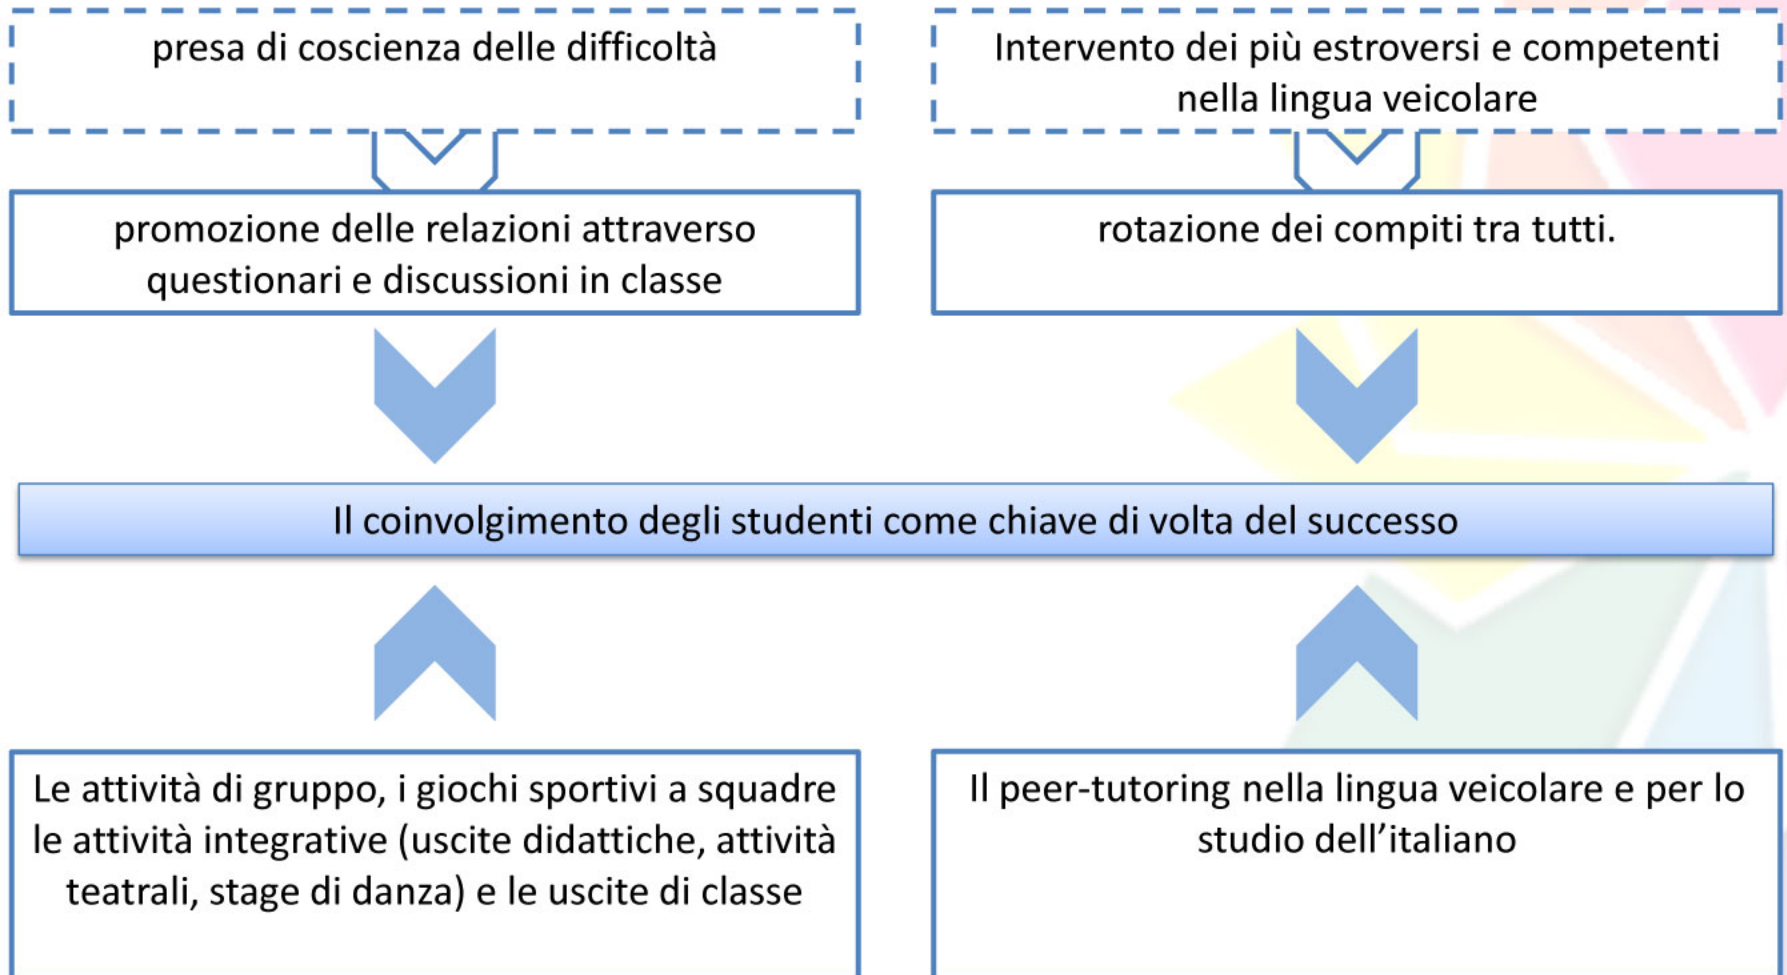 presa di coscienza delle difficoltà
Intervento dei più estroversi e competenti
nella lingua veicolare
promozione delle relazioni attraverso
questionari e discussioni in classe
rotazione dei compiti tra tutti.
Il coinvolgimento degli studenti come chiave di volta del successo
Le attività di gruppo, i giochi sportivi a squadre
le attività integrative (uscite didattiche, attività
teatrali, stage di danza) e le uscite di classe
Il peer-tutoring nella lingua veicolare e per lo
studio dell’italiano